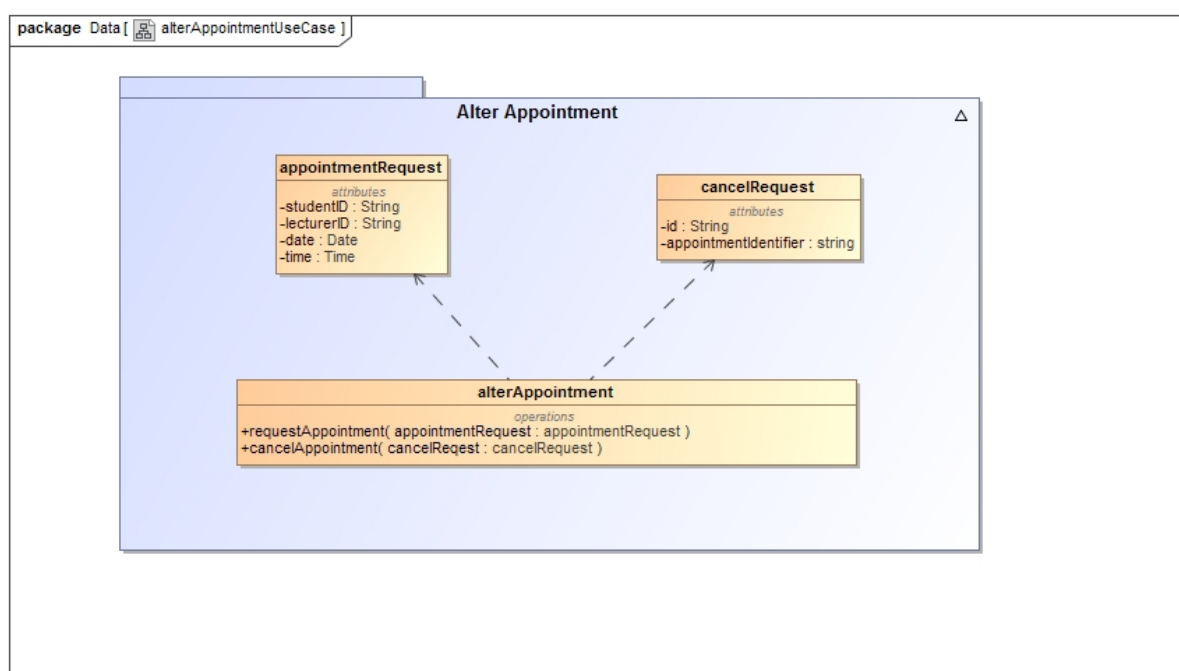 package Data [ alterAppointmentUseCase ]
Alter Appointment
appointmentRequest
attributes
-studentID : String
-lecturerID : String
-date : Date
-time : Time
cancelRequest
attributes
-id : String
-appointmentIdentifier : string
alterAppointment
operations
+requestAppointment( appointmentRequest : appointmentRequest )
+cancelAppointment( cancelReqest : cancelRequest )